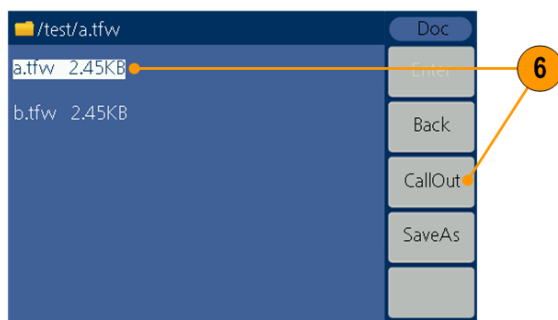 /test/a.tfw
Doc
a.tfw 2.45KB
Enter
6
b.tfw 2.45KB
Back
CallOut
SaveAs